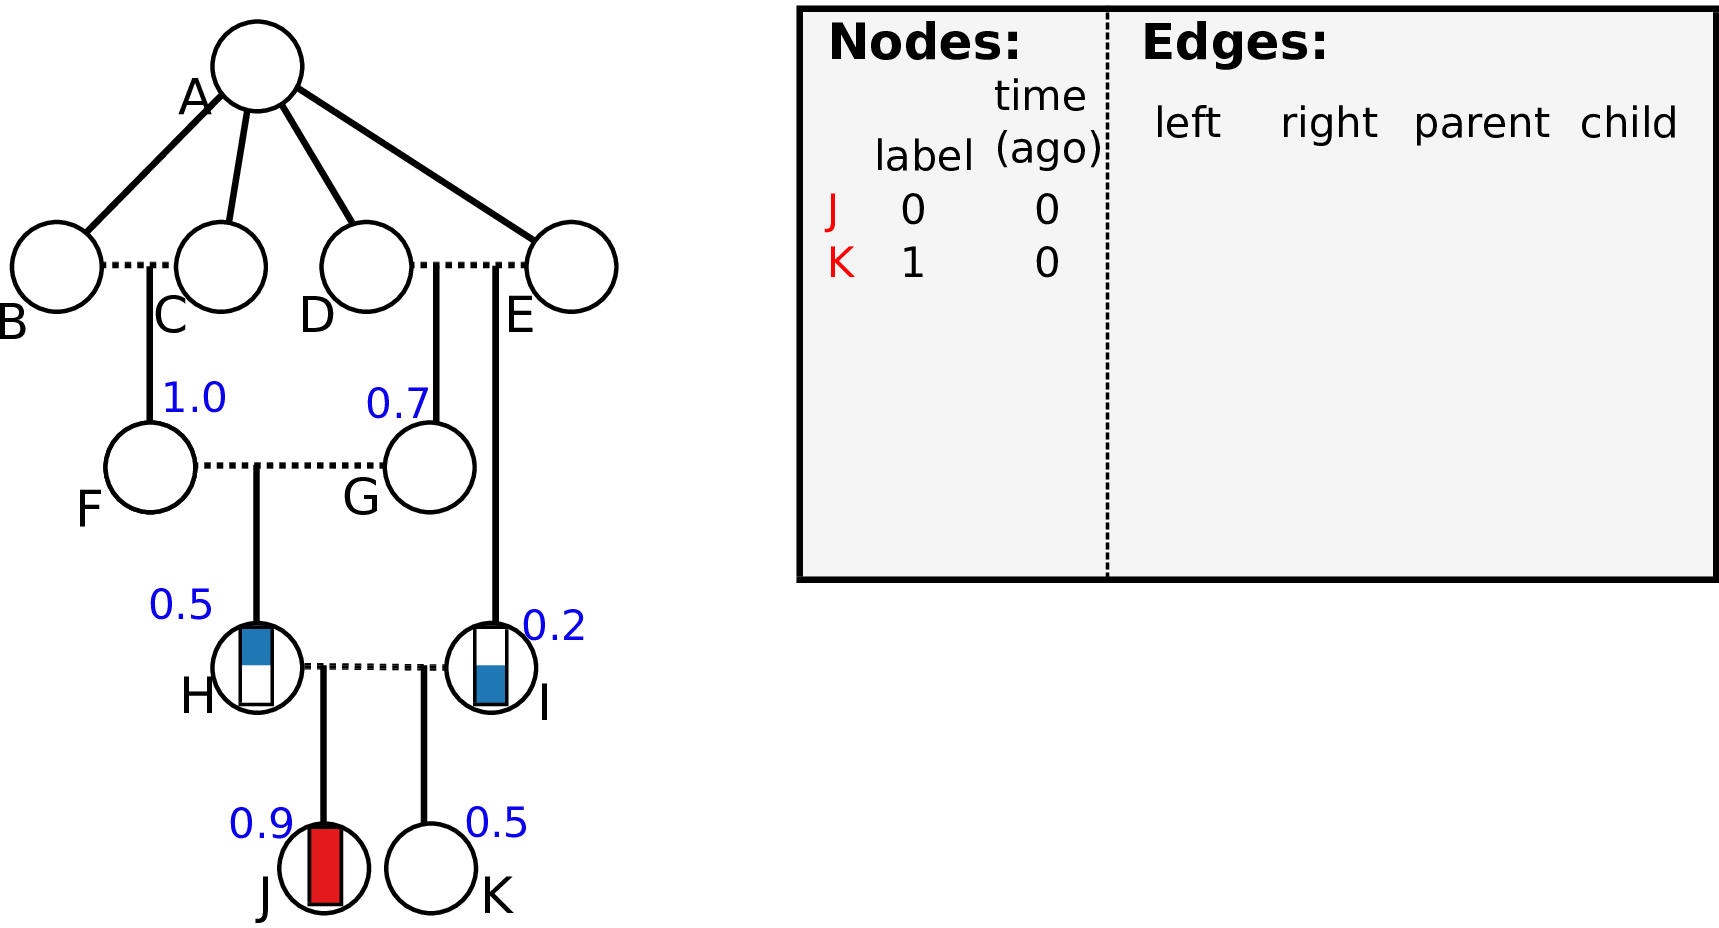 A
B
C
D
E
1.0
0.7
F
G
0.5
0.2
H
I
0.9
0.5
J
K
Nodes:
time
label (ago)
J 0 0
K 1 0
Edges:
left right parent child